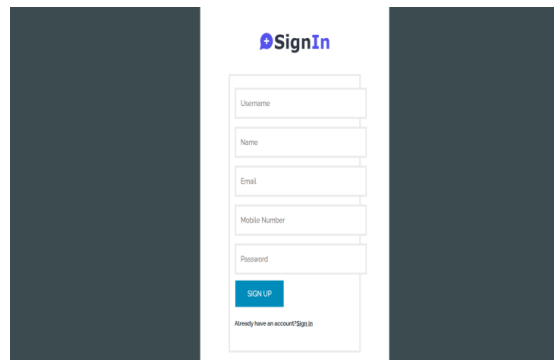 SignIn
Username
Name
Email
Mobile Number
Password
SIGN UP
Already have an account?Sign in